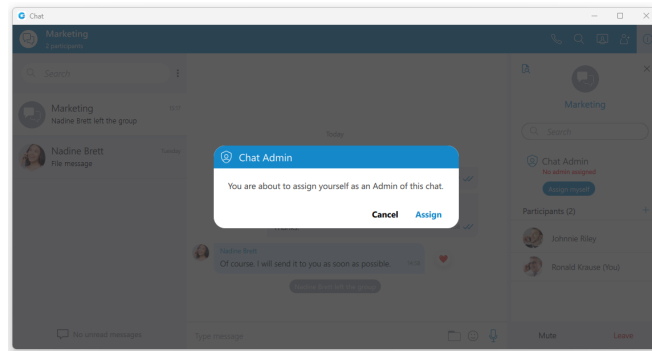 Chat
Marketing
2 participants
Search
Marketing
Nadine Brett left the group
Nadine Brett
Tuesday
File message
No unread messages
Today
Chat Admin
You are about to assign yourself as an Admin of this chat.
Cancel
Assign
Nadine Brett
Of course. I will send it to you as soon as possible.
Nadine Brett left the group
Type message
Marketing
Search
Chat Admin
No admin assigned
Assign myself
Participants (2)
Johnnie Riley
Ronald Krause (You)
Mute
Leave